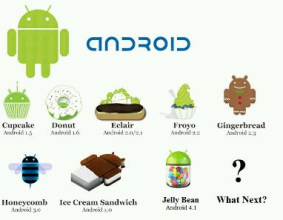 ANDROID
Cupcake
Android 1.5
Donut
Android 1.6
Eclair
Android 2.0/2.1
Froyo
Android 2.2
Gingerbread
Android 2.3
Honeycomb
Android 3.0
Ice Cream Sandwich
Android 4.0
Jelly Bean
Android 4.1
?
What Next?